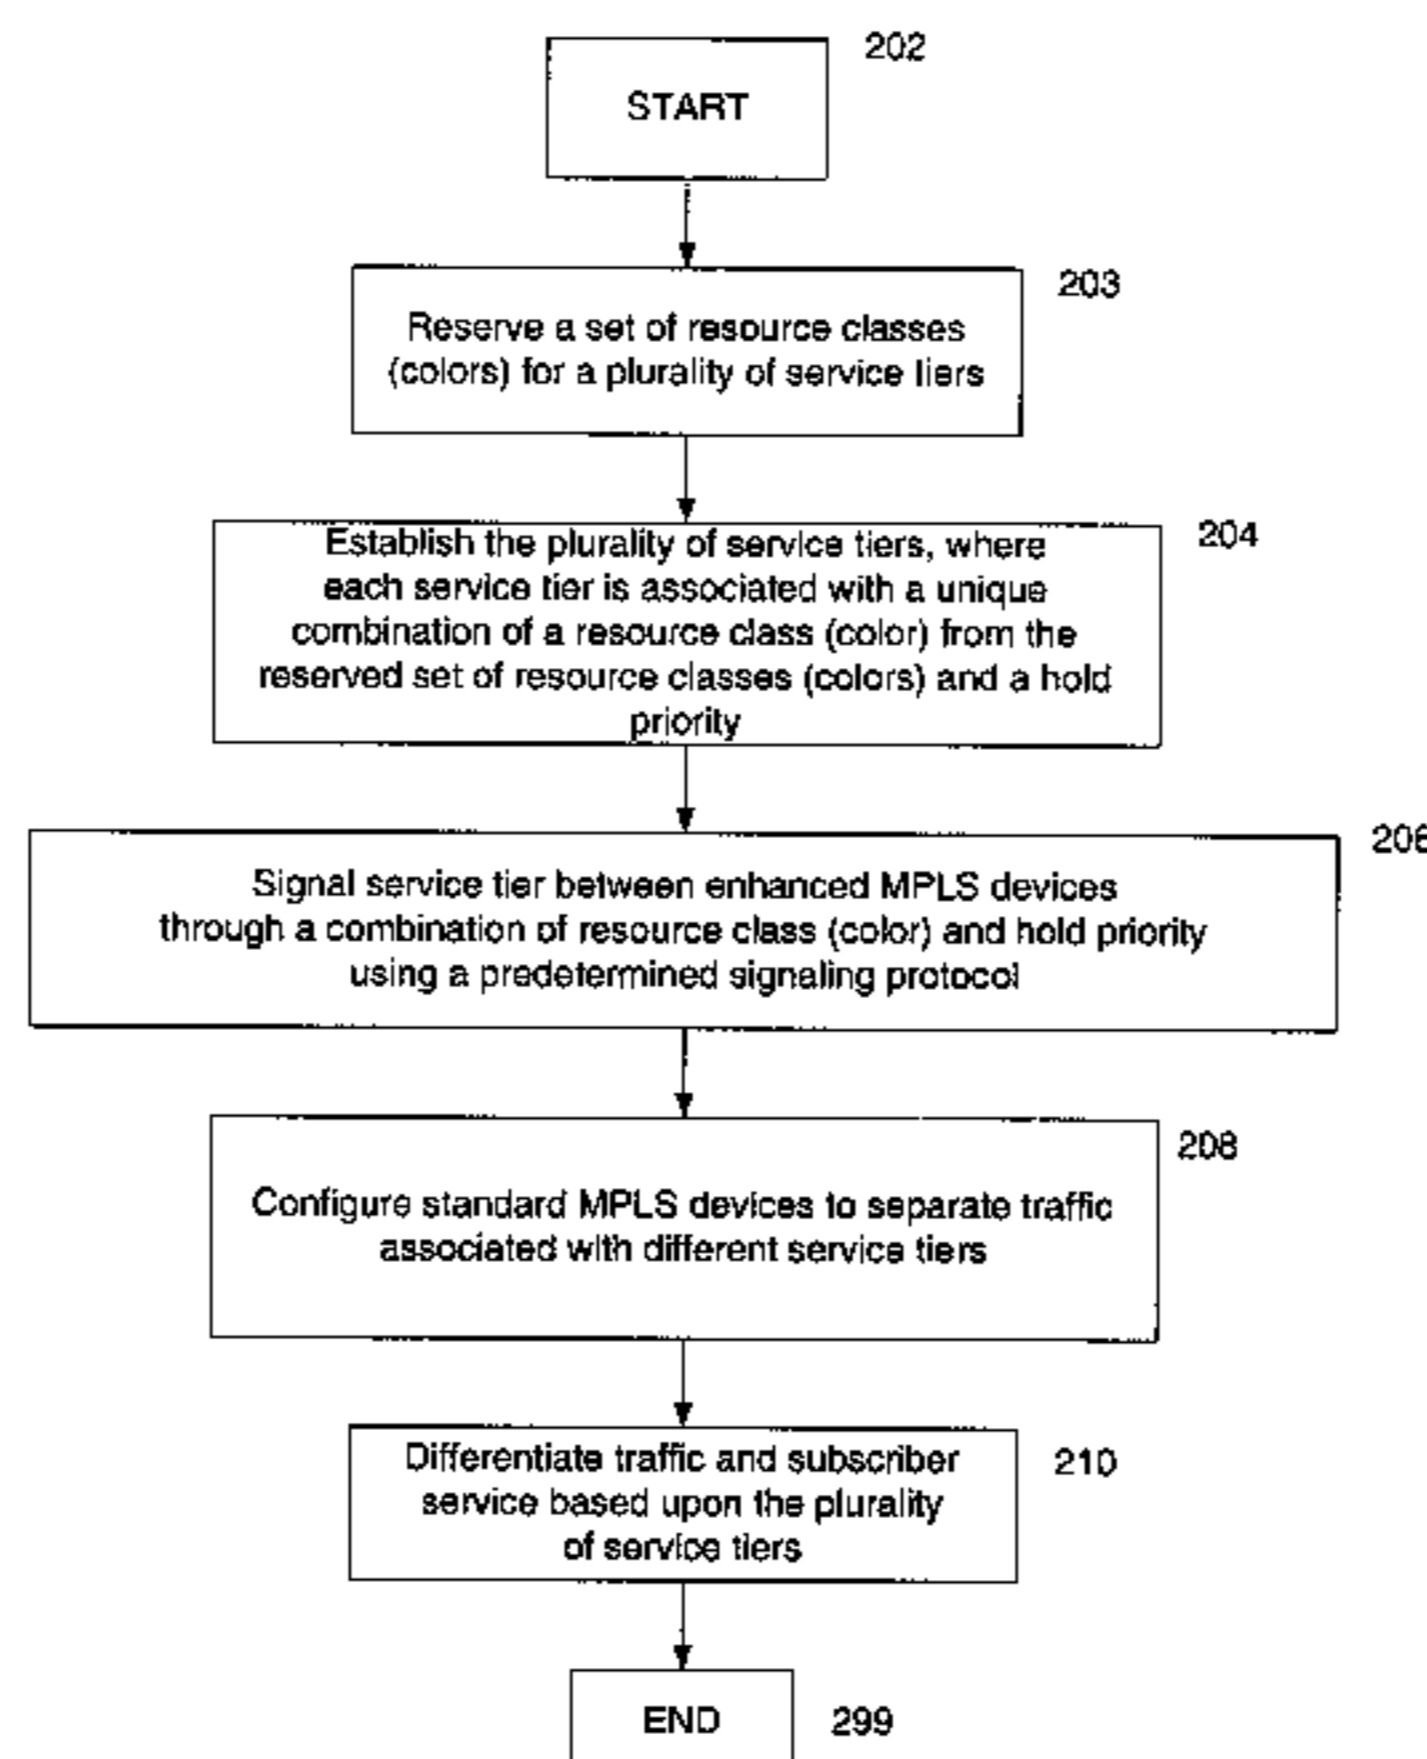 202
START
203
Reserve a set of resource classes
(colors) for a plurality of service tiers
204
Establish the plurality of service tiers, where
each service tier is associated with a unique
combination of a resource class (color) from the
reserved set of resource classes (colors) and a hold
priority
206
Signal service tier between enhanced MPLS devices
through a combination of resource class (color) and hold priority
using a predetermined signaling protocol
208
Configure standard MPLS devices to separate traffic
associated with different service tiers
210
Differentiate traffic and subscriber
service based upon the plurality
of service tiers
END
299